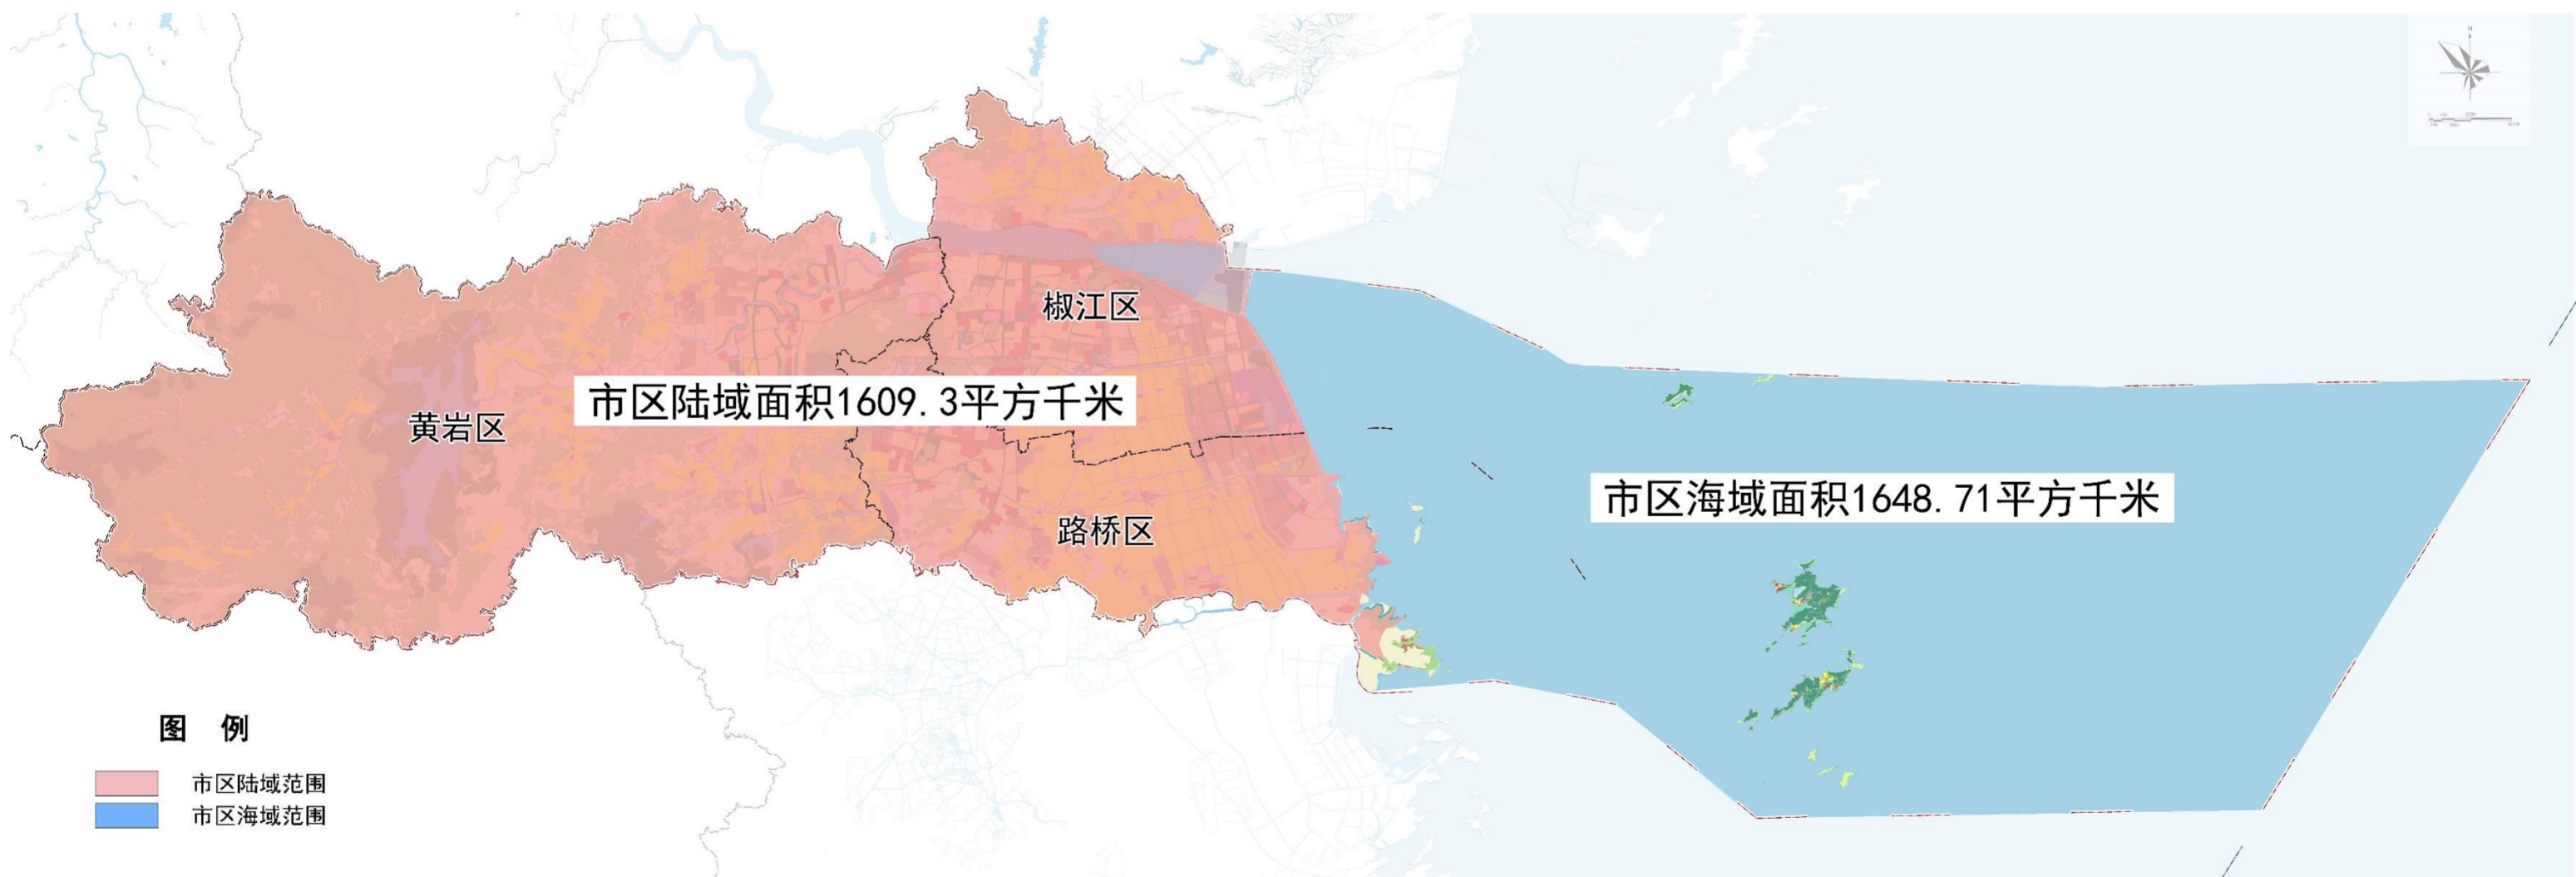 N
椒江区
市区陆域面积1609.3平方千米
黄岩区
市区海域面积1648.71平方千米
路桥区
图 例
市区陆域范围
市区海域范围